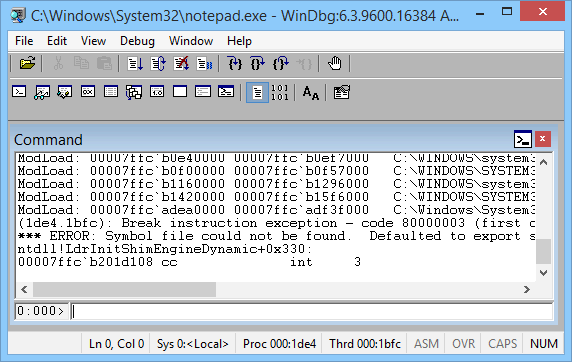 C:\Windows\System32\notepad.exe - WinDbg:6.3.9600.16384 A...
File Edit View Debug Window Help
Command
ModLoad: 00007ffc`b0e40000 00007ffc`b0ef7000 C:\WINDOWS\system3
ModLoad: 00007ffc`b0f00000 00007ffc`b0f57000 C:\WINDOWS\SYSTEM3
ModLoad: 00007ffc`b1160000 00007ffc`b1296000 C:\WINDOWS\system3
ModLoad: 00007ffc`b1420000 00007ffc`b15f6000 C:\WINDOWS\system3
ModLoad: 00007ffc`adea0000 00007ffc`adf3f000 C:\Windows\System3
(1de4.1bfc): Break instruction exception - code 80000003 (first c
*** ERROR: Symbol file could not be found. Defaulted to export s
ntdll!LdrInitShimEngineDynamic+0x330:
00007ffc`b201d108 cc int 3
0:000>
Ln 0, Col 0 Sys 0:<Local> Proc 000:1de4 Thrd 000:1bfc ASM OVR CAPS NUM